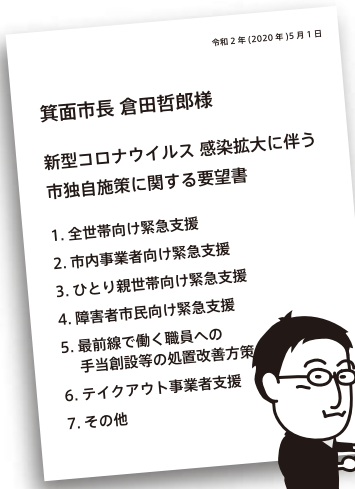 令和2年(2020年)5月1日
箕面市長 倉田哲郎様
新型コロナウイルス 感染拡大に伴う
市独自施策に関する要望書
1. 全世帯向け緊急支援
2. 市内事業者向け緊急支援
3. ひとり親世帯向け緊急支援
4. 障害者市民向け緊急支援
5. 最前線で働く職員への
手当創設等の処置改善方策
6. テイクアウト事業者支援
7. その他